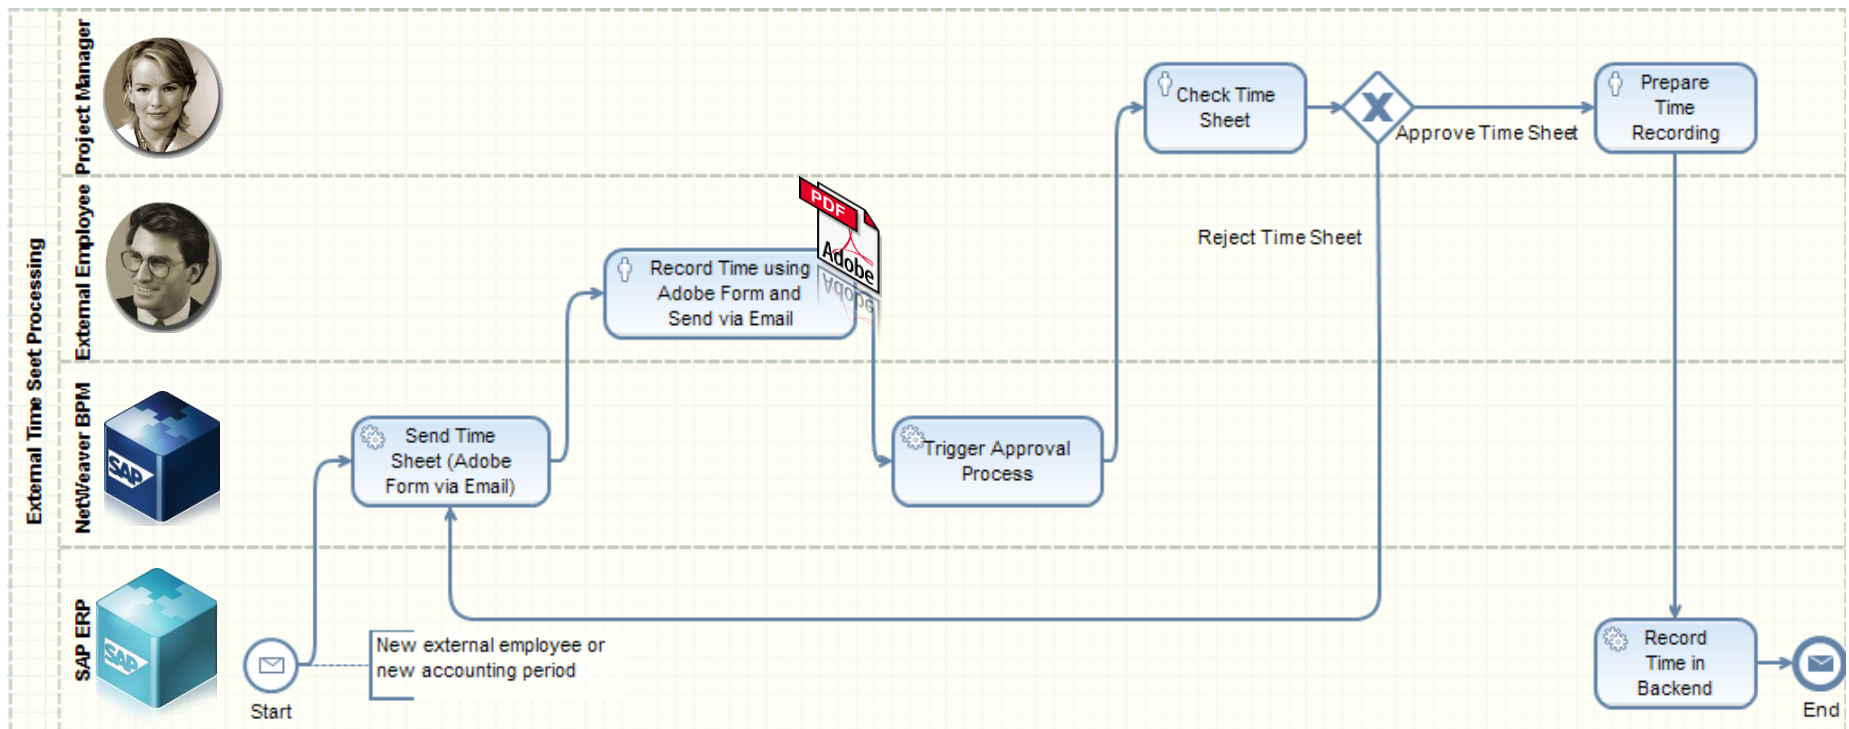 External Time Seet Processing
Project Manager
Check Time
Sheet
X
Approve Time Sheet
Prepare
Time
Recording
External Employee
PDF
Adobe
Adobe
Record Time using
Adobe Form and
Send via Email
Reject Time Sheet
NetWeaver BPM
SAP
Send Time
Sheet (Adobe
Form via Email)
Trigger Approval
Process
SAP ERP
SAP
Start
New external employee or
new accounting period
Record
Time in
Backend
End